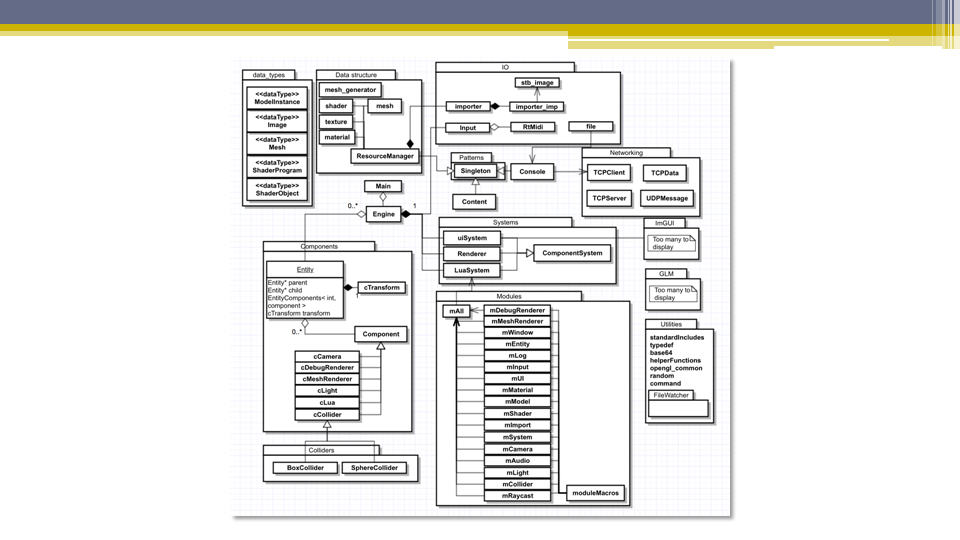 data_types
<<dataType>>
ModelInstance
<<dataType>>
Image
<<dataType>>
Mesh
<<dataType>>
ShaderProgram
<<dataType>>
ShaderObject
Data structure
mesh_generator
shader
mesh
texture
material
ResourceManager
IO
stb_image
importer
importer_imp
Input
RtMidi
file
Patterns
Singleton
Console
Content
Networking
TCPClient
TCPData
TCPServer
UDPMessage
Main
0..*
1
Engine
Systems
uiSystem
Renderer
LuaSystem
ComponentSystem
ImGUI
Too many to
display
GLM
Too many to
display
Components
Entity
Entity* parent
Entity* child
EntityComponents< int,
component >
cTransform transform
cTransform
1
0..*
Component
cCamera
cDebugRenderer
cMeshRenderer
cLight
cLua
cCollider
Colliders
BoxCollider
SphereCollider
Modules
mAll
mDebugRenderer
mMeshRenderer
mWindow
mEntity
mLog
mInput
mUI
mMaterial
mModel
mShader
mImport
mSystem
mCamera
mAudio
mLight
mCollider
mRaycast
moduleMacros
Utilities
standardIncludes
typedef
base64
helperFunctions
opengl_common
random
command
FileWatcher